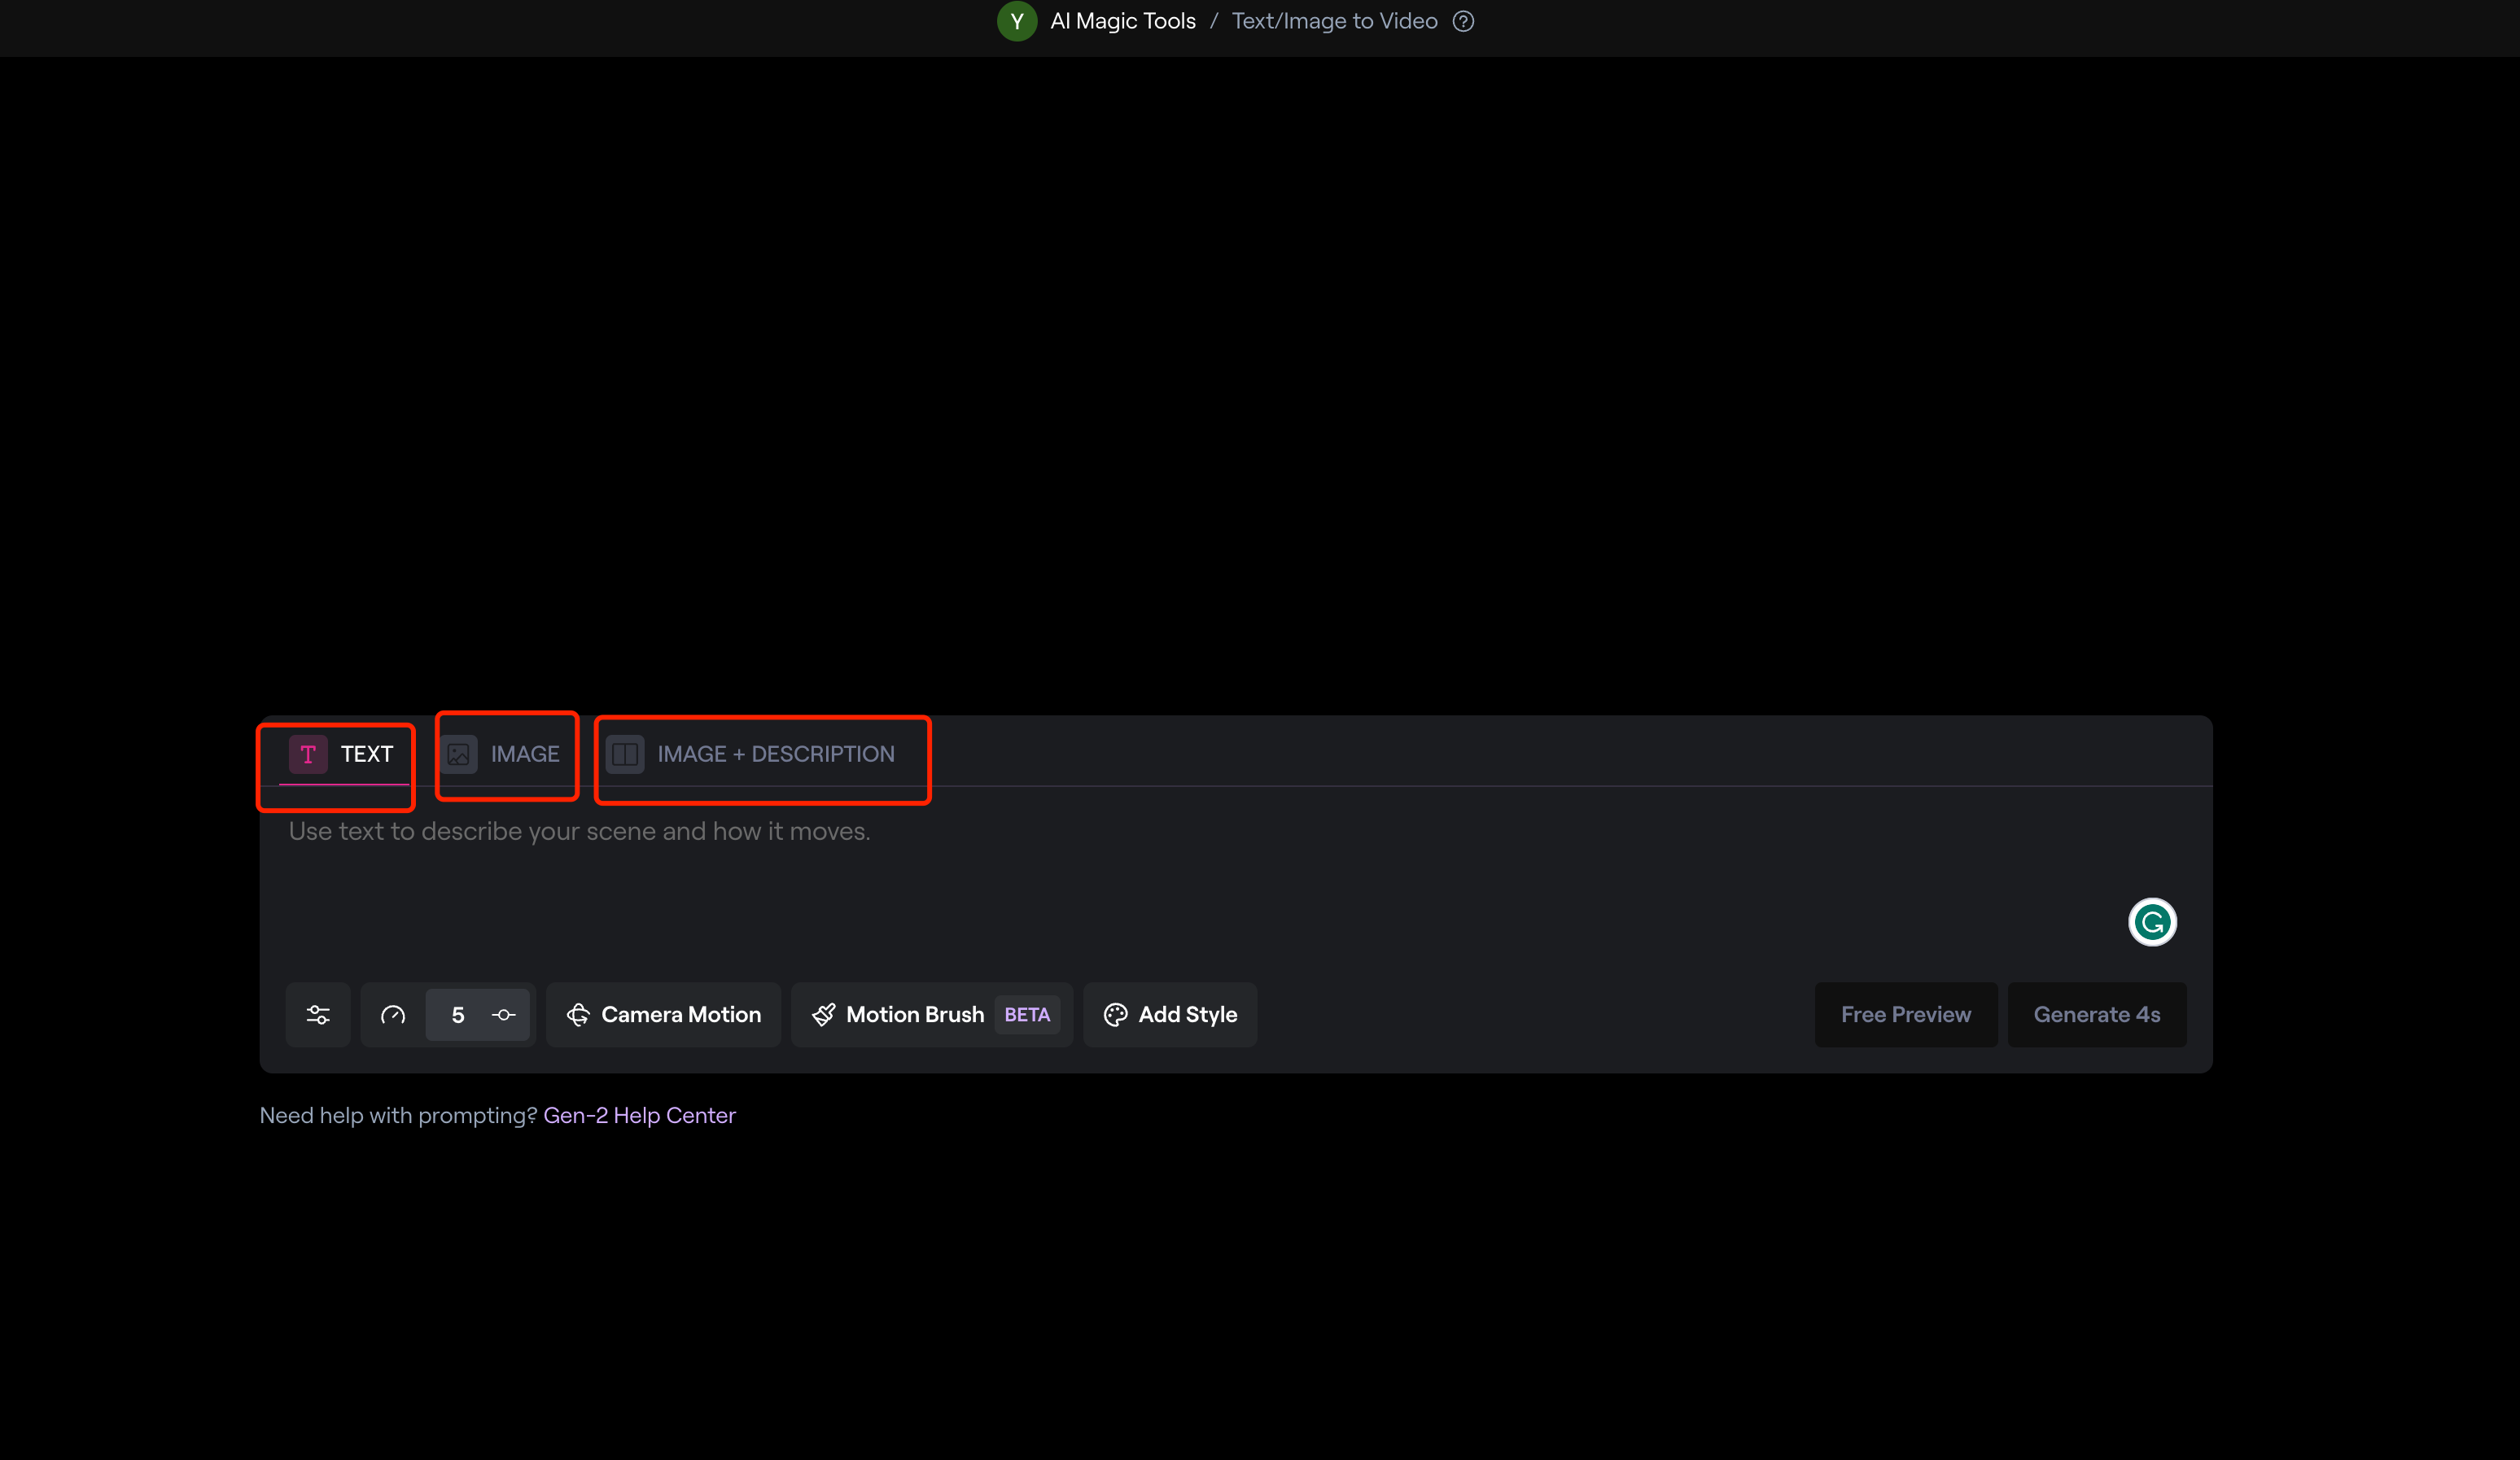 Y AI Magic Tools / Text/Image to Video ?
T TEXT IMAGE IMAGE + DESCRIPTION
Use text to describe your scene and how it moves.
G
5 Camera Motion Motion Brush BETA Add Style Free Preview Generate 4s
Need help with prompting? Gen-2 Help Center